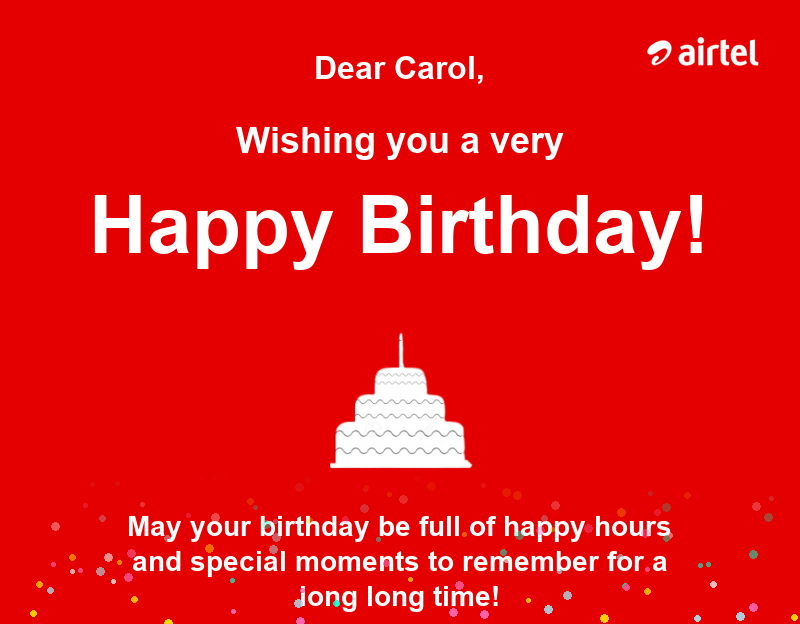 airtel
Dear Carol,
Wishing you a very
Happy Birthday!
May your birthday be full of happy hours
and special moments to remember for a
long long time!